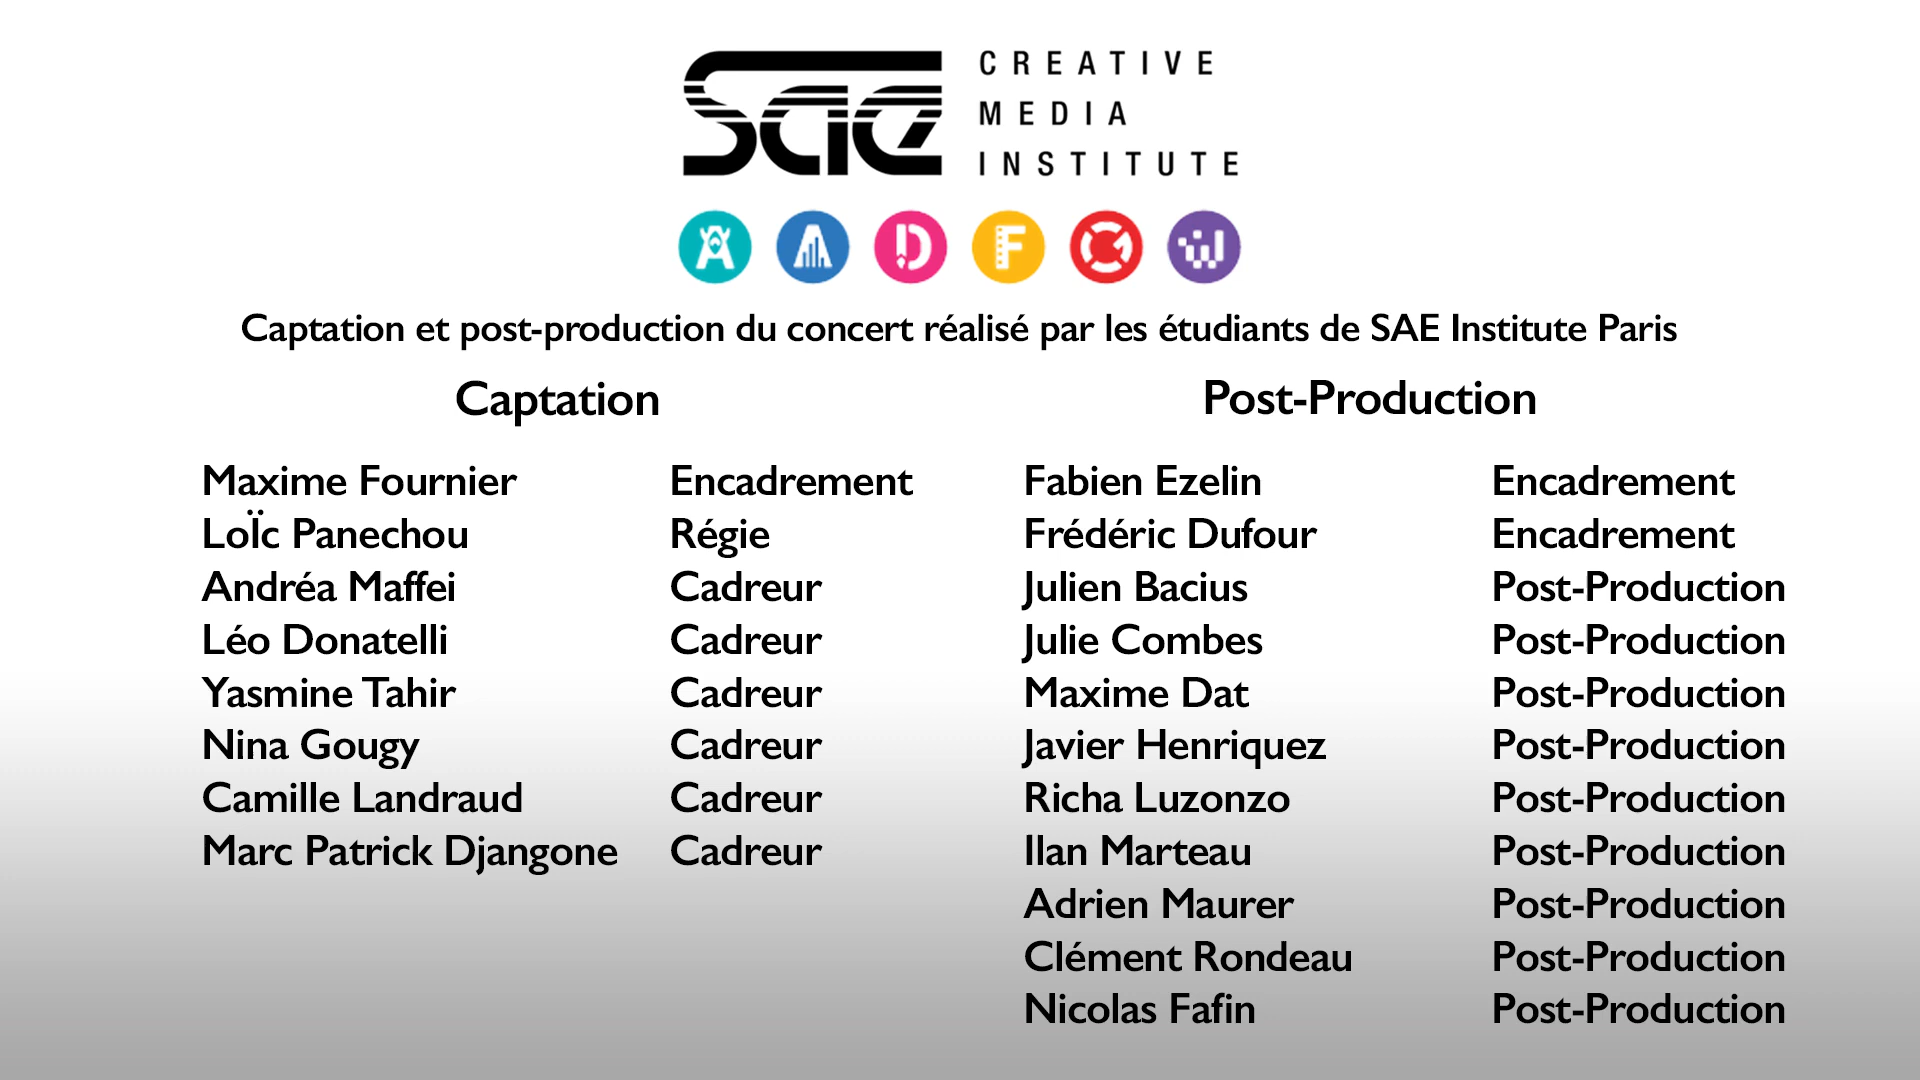 sae
CREATIVE
MEDIA
INSTITUTE
Captation et post-production du concert réalisé par les étudiants de SAE Institute Paris
Captation
Maxime Fournier Encadrement
LoÏc Panechou Régie
Andréa Maffei Cadreur
Léo Donatelli Cadreur
Yasmine Tahir Cadreur
Nina Gougy Cadreur
Camille Landraud Cadreur
Marc Patrick Djangone Cadreur
Post-Production
Fabien Ezelin Encadrement
Frédéric Dufour Encadrement
Julien Bacius Post-Production
Julie Combes Post-Production
Maxime Dat Post-Production
Javier Henriquez Post-Production
Richa Luzonzo Post-Production
Ilan Marteau Post-Production
Adrien Maurer Post-Production
Clément Rondeau Post-Production
Nicolas Fafin Post-Production